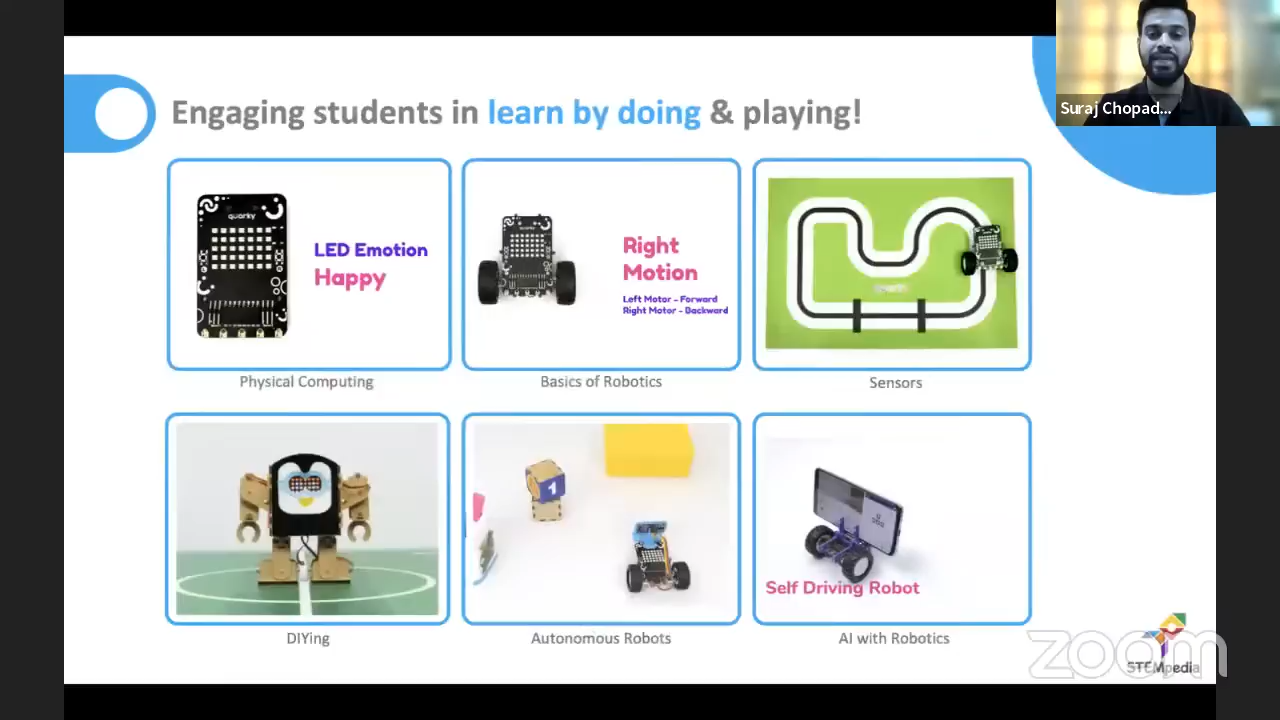 Suraj Chopad...
Engaging students in learn by doing & playing!
quarky
LED Emotion
Happy
Right
Motion
Left Motor - Forward
Right Motor - Backward
Physical Computing
Basics of Robotics
Sensors
1
Self Driving Robot
DIYing
Autonomous Robots
AI with Robotics
zoom
STEMpedia